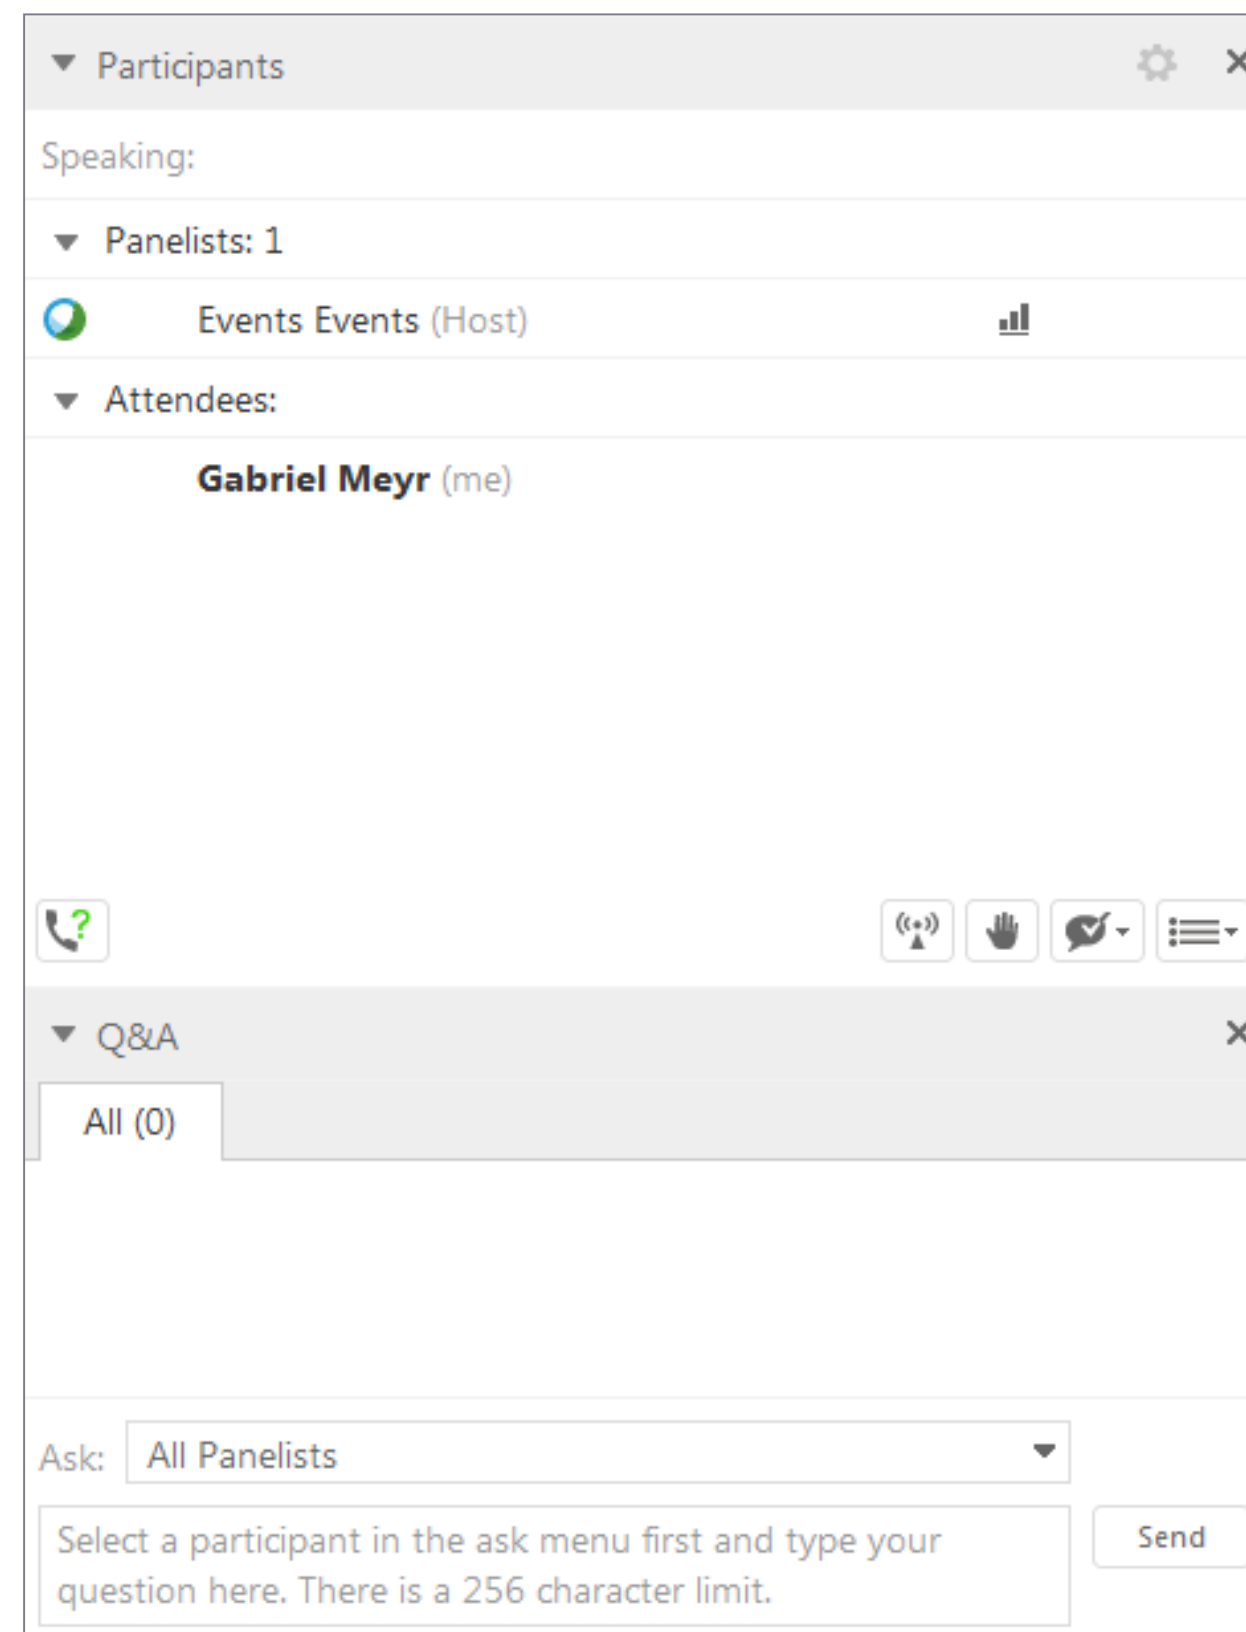 Participants
Speaking:
Panelists: 1
Events Events (Host)
Attendees:
Gabriel Meyr (me)
?
Q&A
All (0)
Ask: All Panelists
Select a participant in the ask menu first and type your
question here. There is a 256 character limit.
Send